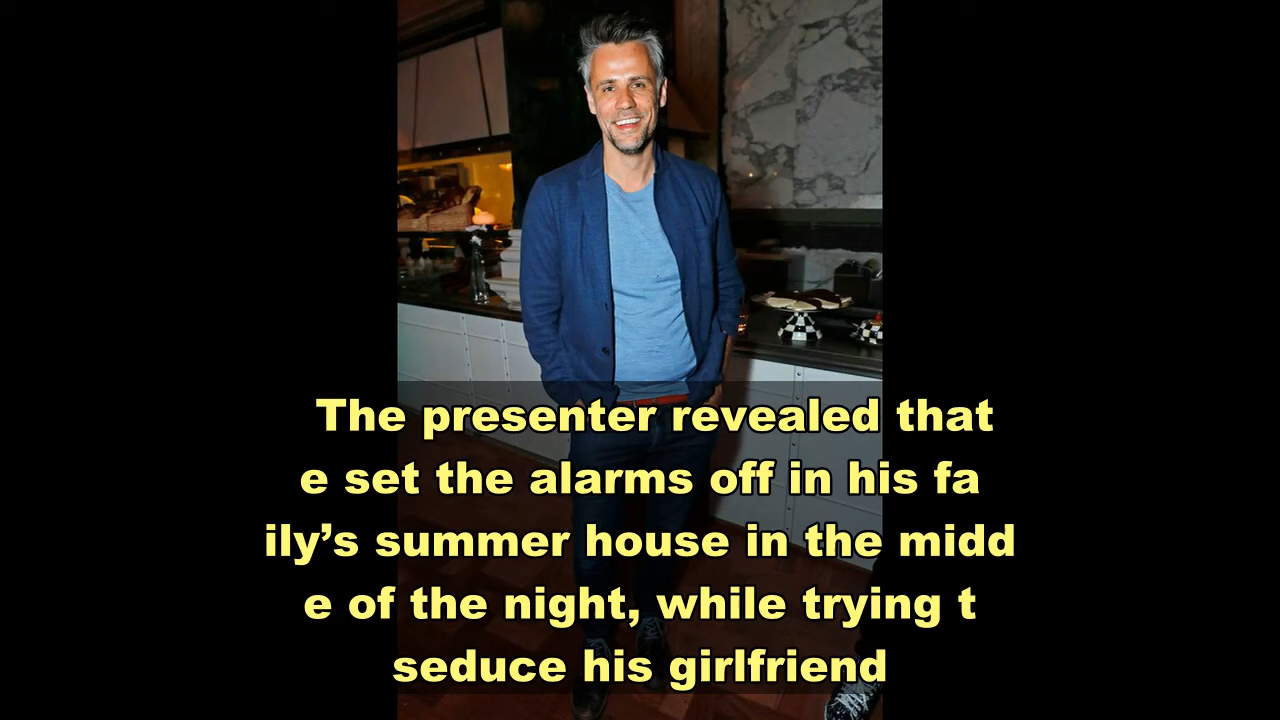 The presenter revealed that
e set the alarms off in his fa
ily’s summer house in the midd
e of the night, while trying t
seduce his girlfriend